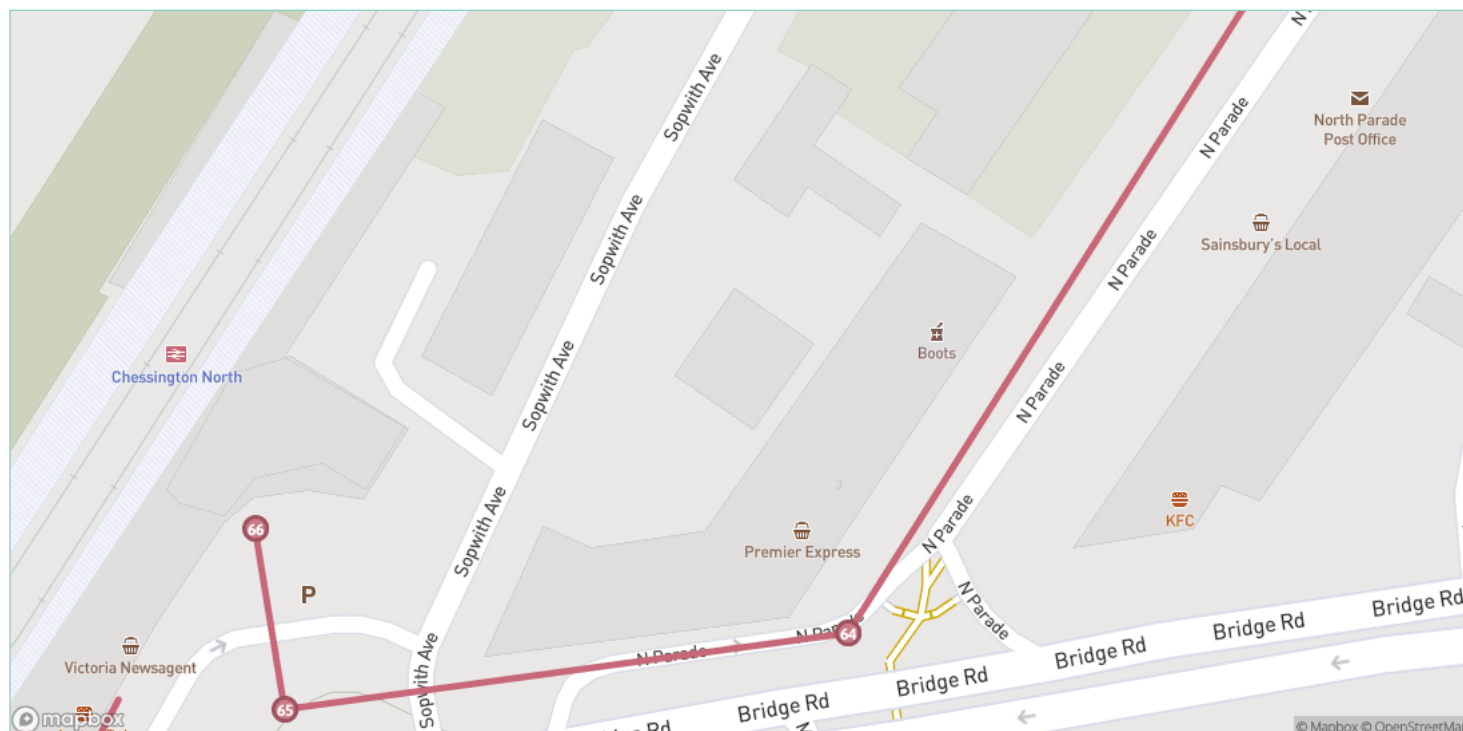 N
Sopwith Ave
North Parade
Post Office
N Parade
Sopwith Ave
Sainsbury's Local
N Parade
Boots
Chessington North
Sopwith Ave
N Parade
3
KFC
Sopwith Ave
66
Premier Express
N Parade
P
N Parade
Bridge Rd
Bridge Rd
N Parade
64
Bridge Rd
Victoria Newsagent
N Parade
Bridge Rd
Sopwith Ave
65
Bridge Rd
mapbox
© Mapbox © OpenStreetMap